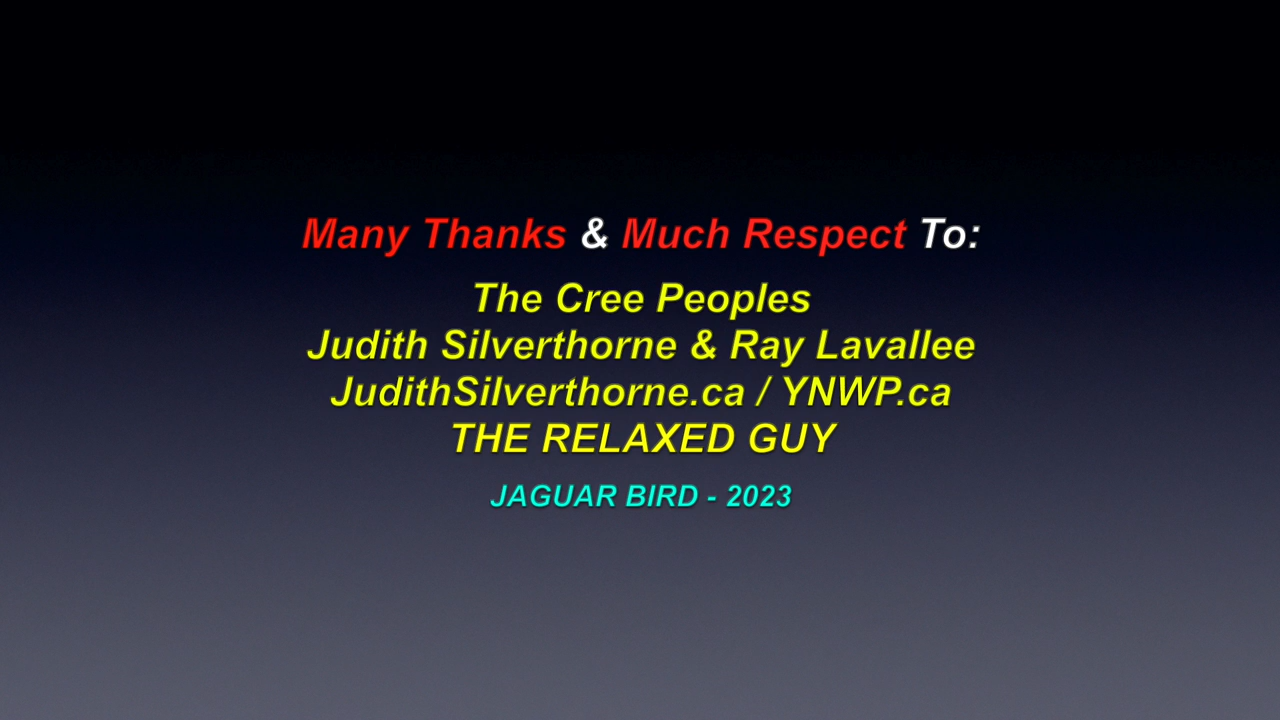 Many Thanks & Much Respect To:
The Cree Peoples
Judith Silverthorne & Ray Lavallee
JudithSilverthorne.ca / YNWP.ca
THE RELAXED GUY
JAGUAR BIRD - 2023